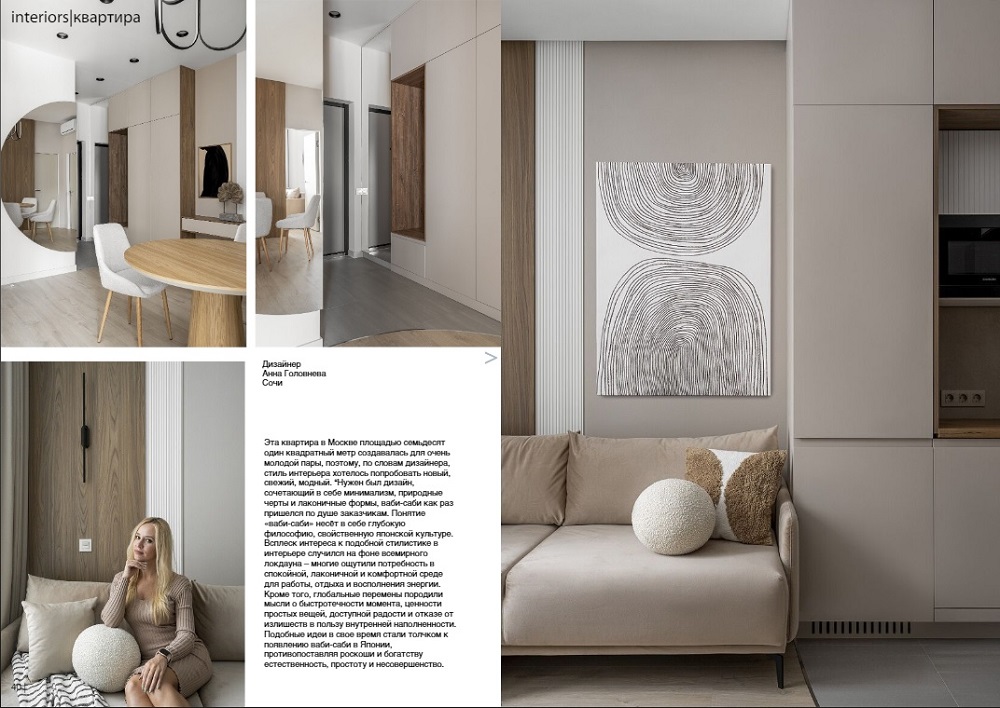 interiors|квартира
Дизайнер
Анна Головнева
Сочи
>
Эта квартира в Москве площадью семьдесят
один квадратный метр создавалась для очень
молодой пары, поэтому, по словам дизайнера,
стиль интерьера хотелось попробовать новый,
свежий, модный. "Нужен был дизайн,
сочетающий в себе минимализм, природные
черты и лаконичные формы, ваби-саби как раз
пришелся по душе заказчикам. Понятие
«ваби-саби» несёт в себе глубокую
философию, свойственную японской культуре.
Всплеск интереса к подобной стилистике в
интерьере случился на фоне всемирного
локдауна – многие ощутили потребность в
спокойной, лаконичной и комфортной среде
для работы, отдыха и восполнения энергии.
Кроме того, глобальные перемены породили
мысли о быстротечности момента, ценности
простых вещей, доступной радости и отказе от
излишеств в пользу внутренней наполненности.
Подобные идеи в свое время стали толчком к
появлению ваби-саби в Японии,
противопоставляя роскоши и богатству
естественность, простоту и несовершенство.